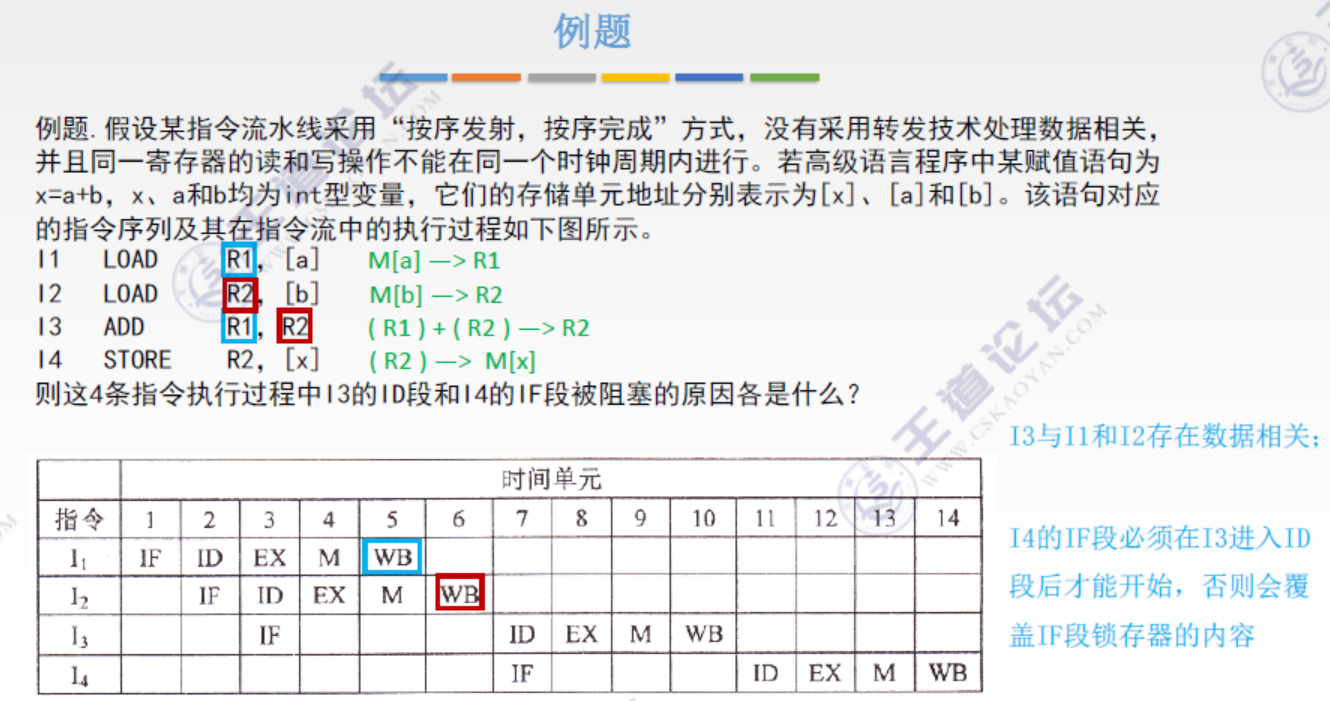 例题
例题.假设某指令流水线采用“按序发射，按序完成”方式，没有采用转发技术处理数据相关，
并且同一寄存器的读和写操作不能在同一个时钟周期内进行。若高级语言程序中某赋值语句为
x=a+b，x、a和b均为int型变量，它们的存储单元地址分别表示为[x]、[a]和[b]。该语句对应
的指令序列及其在指令流中的执行过程如下图所示。
I1 LOAD R1, [a] M[a] —> R1
I2 LOAD R2, [b] M[b] —> R2
I3 ADD R1, R2 ( R1 ) + ( R2 ) —> R2
I4 STORE R2, [x] ( R2 ) —> M[x]
则这4条指令执行过程中I3的ID段和I4的IF段被阻塞的原因各是什么？
I3与I1和I2存在数据相关；
I4的IF段必须在I3进入ID
段后才能开始，否则会覆
盖IF段锁存器的内容
时间单元
指令 1 2 3 4 5 6 7 8 9 10 11 12 13 14
I₁ IF ID EX M WB
I₂ IF ID EX M WB
I₃ IF ID EX M WB
I₄ IF ID EX M WB
王道论坛
WWW.CSKAOYAN.COM